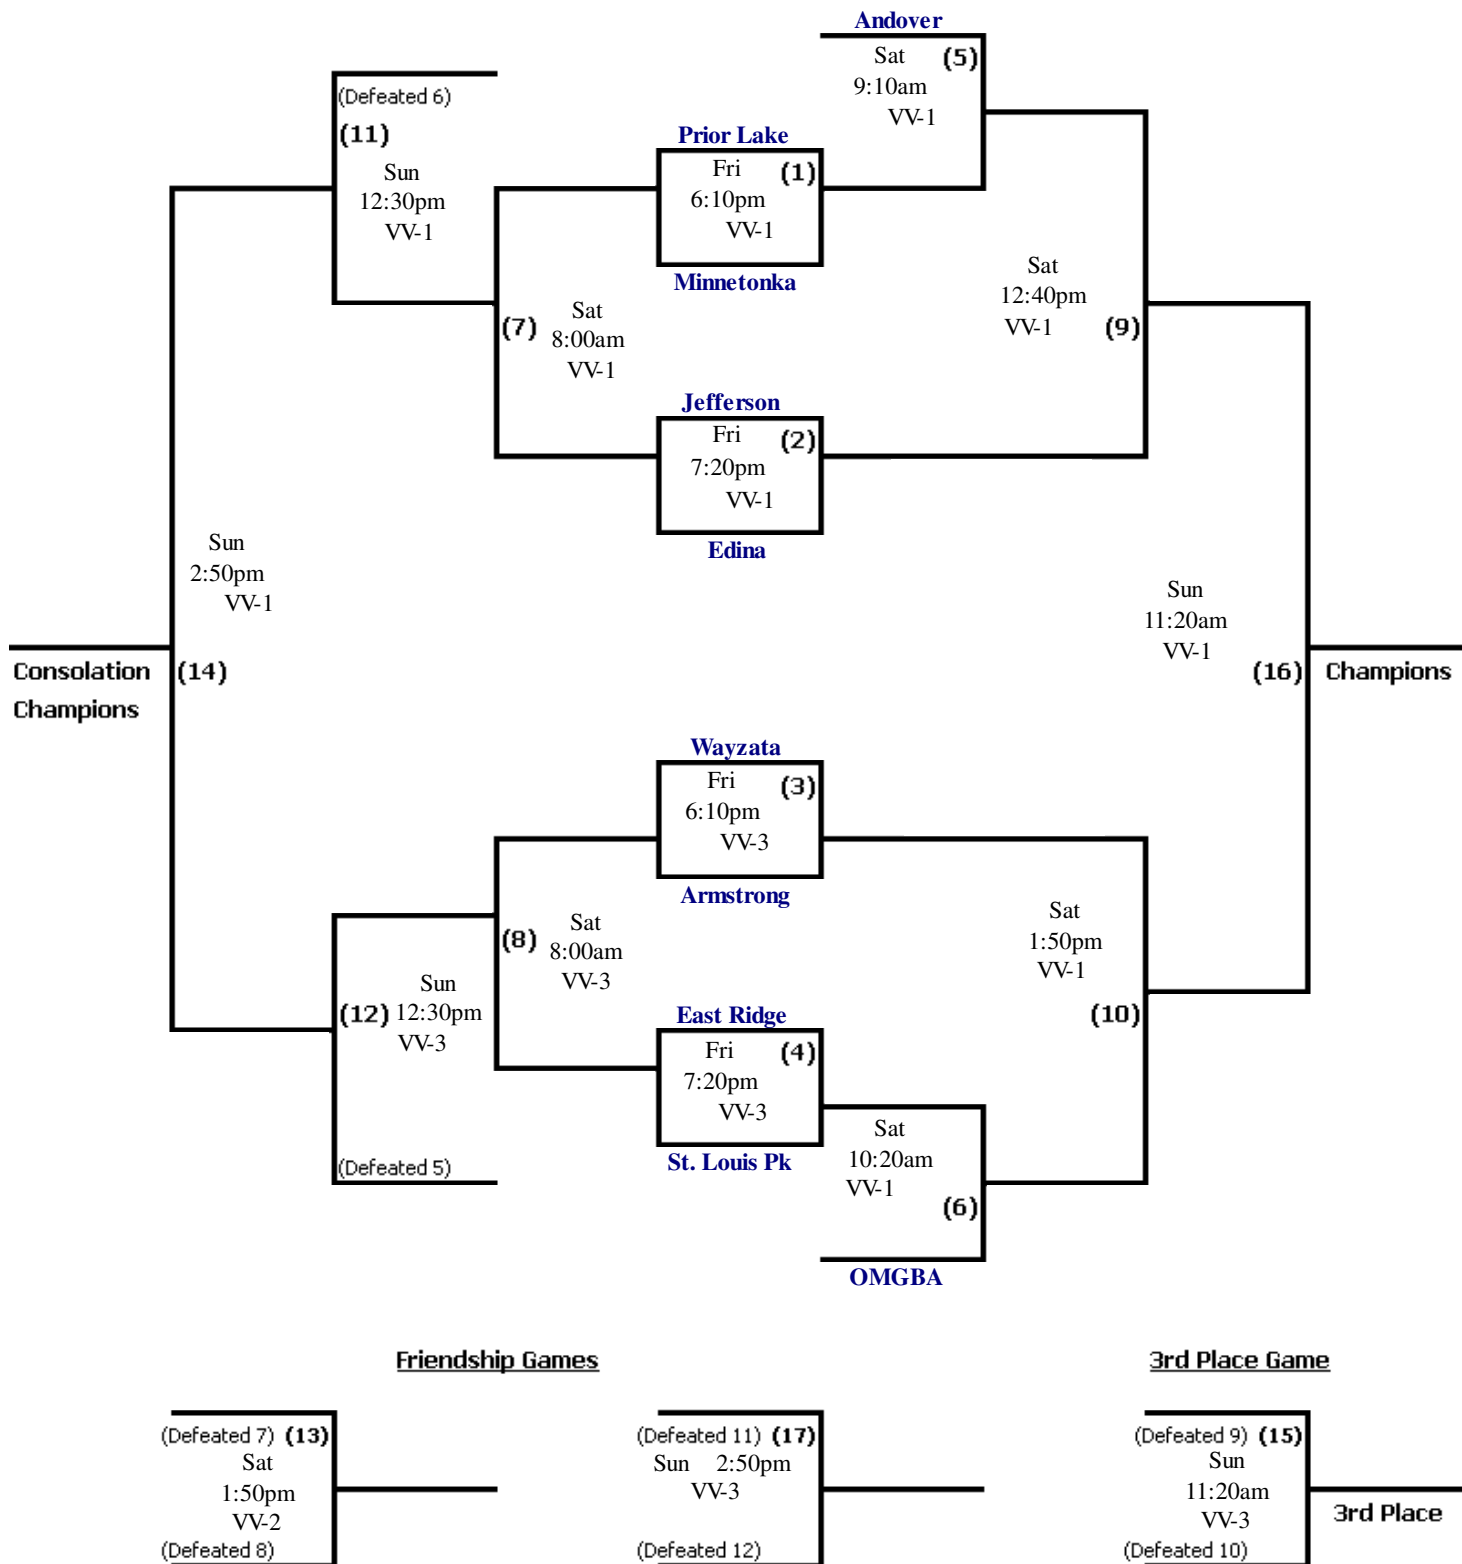 Andover
Sat (5)
9:10am
VV-1
(Defeated 6)
(11)
Sun
12:30pm
VV-1
Prior Lake
Fri (1)
6:10pm
VV-1
Minnetonka
Sat
12:40pm
VV-1 (9)
Sat
(7) 8:00am
VV-1
Jefferson
Fri (2)
7:20pm
VV-1
Edina
Sun
2:50pm
VV-1
Sun
11:20am
VV-1
Consolation (14)
Champions
(16) Champions
Wayzata
Fri (3)
6:10pm
VV-3
Armstrong
Sat
(8) 8:00am
VV-3
Sat
1:50pm
VV-1
(10)
Sun
(12) 12:30pm
VV-3
East Ridge
Fri (4)
7:20pm
VV-3
St. Louis Pk
(Defeated 5)
Sat
10:20am
VV-1
(6)
OMGBA
Friendship Games
3rd Place Game
(Defeated 7) (13)
Sat
1:50pm
VV-2
(Defeated 8)
(Defeated 11) (17)
Sun 2:50pm
VV-3
(Defeated 12)
(Defeated 9) (15)
Sun
11:20am
VV-3
3rd Place
(Defeated 10)